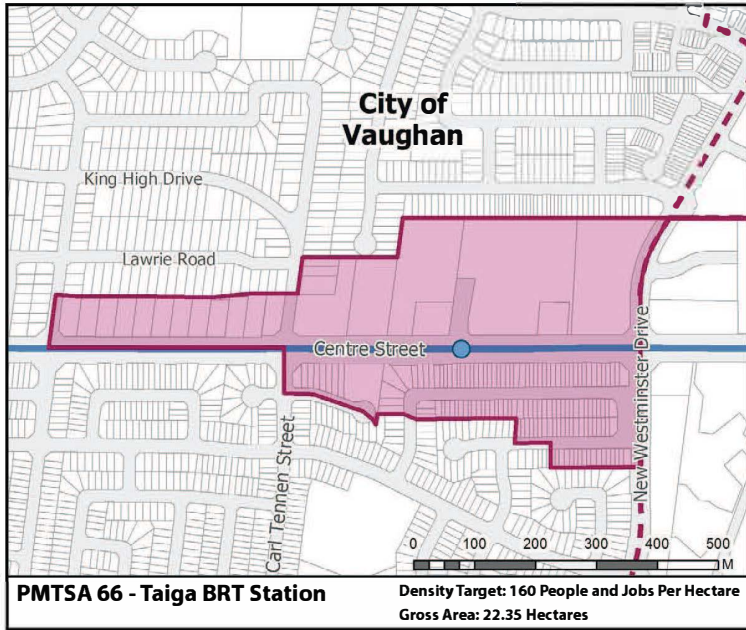 City of
Vaughan
King High Drive
Lawrie Road
Centre Street
New Westminster Drive
Carl Tennen Street
0 100 200 300 400 500
M
PMTSA 66 - Taiga BRT Station
Density Target: 160 People and Jobs Per Hectare
Gross Area: 22.35 Hectares